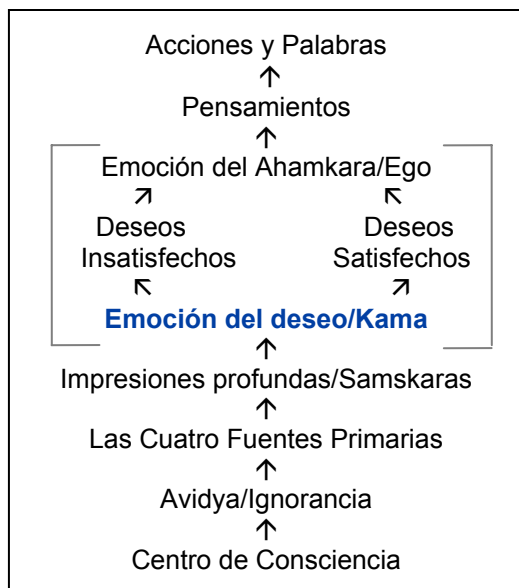 Acciones y Palabras
↑
Pensamientos
↑
Emoción del Ahamkara/Ego
↗ ↖
Deseos Deseos
Insatisfechos Satisfechos
↖ ↗
Emoción del deseo/Kama
↑
Impresiones profundas/Samskaras
↑
Las Cuatro Fuentes Primarias
↑
Avidya/Ignorancia
↑
Centro de Consciencia